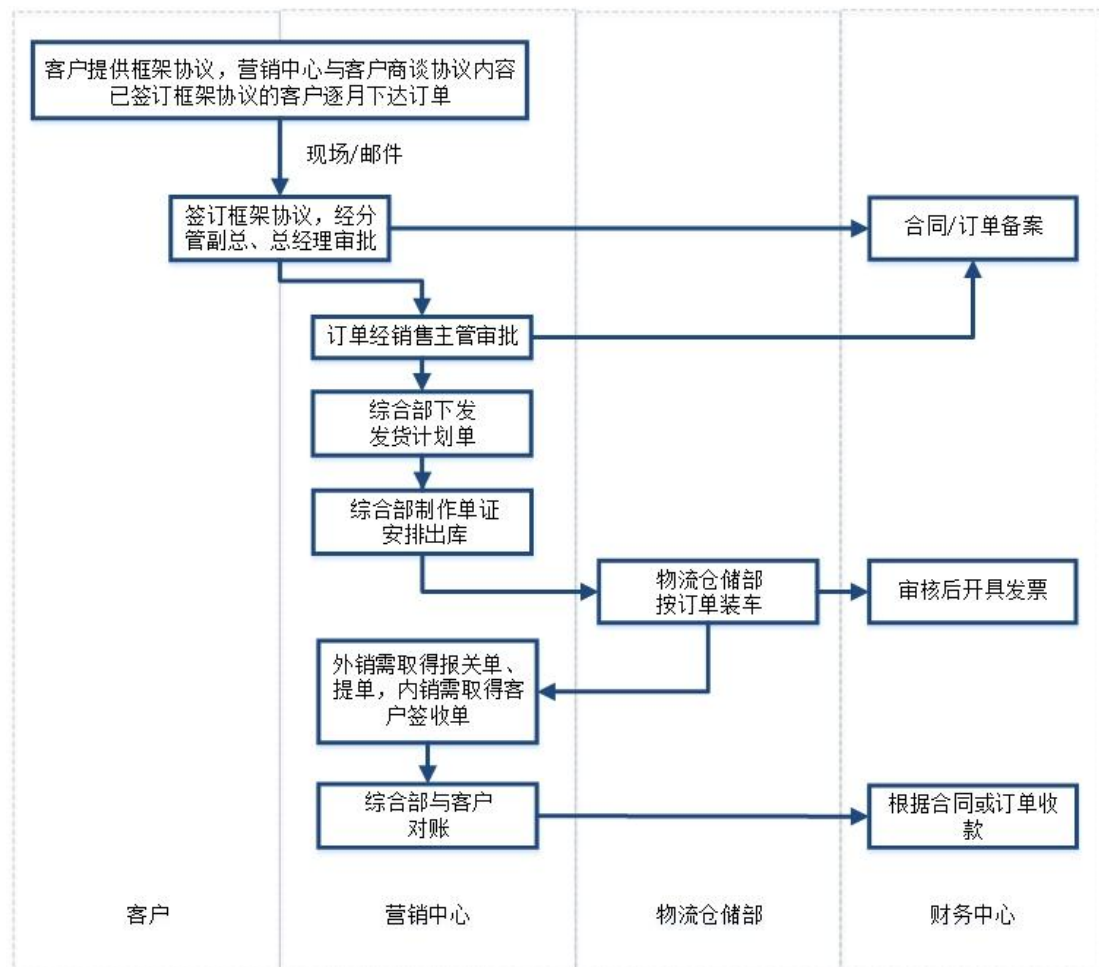 客户提供框架协议，营销中心与客户商谈协议内容
已签订框架协议的客户逐月下达订单
现场/邮件
签订框架协议，经分
管副总、总经理审批
合同/订单备案
订单经销售主管审批
综合部下发
发货计划单
综合部制作单证
安排出库
物流仓储部
按订单装车
审核后开具发票
外销需取得报关单、
提单，内销需取得客
户签收单
综合部与客户
对账
根据合同或订单收
款
客户
营销中心
物流仓储部
财务中心